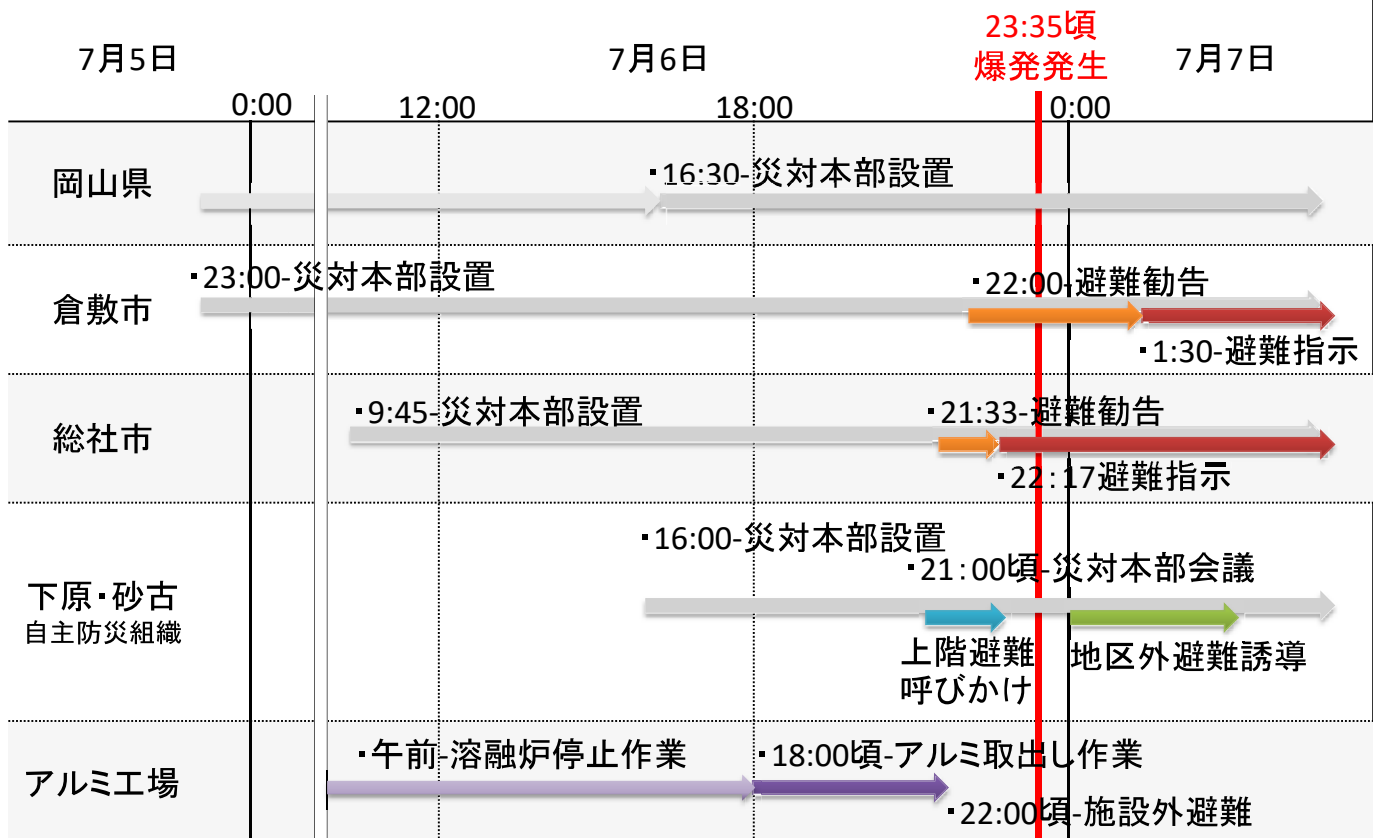 7月5日
7月6日
23:35頃
爆発発生
7月7日
0:00
12:00
18:00
0:00
岡山県
・16:30-災対本部設置
倉敷市
・23:00-災対本部設置
・22:00-避難勧告
・1:30-避難指示
総社市
・9:45-災対本部設置
・21:33-避難勧告
・22：17避難指示
下原・砂古
自主防災組織
・16:00-災対本部設置
・21：00頃-災対本部会議
上階避難
呼びかけ
地区外避難誘導
アルミ工場
・午前-溶融炉停止作業
・18:00頃-アルミ取出し作業
・22:00頃-施設外避難